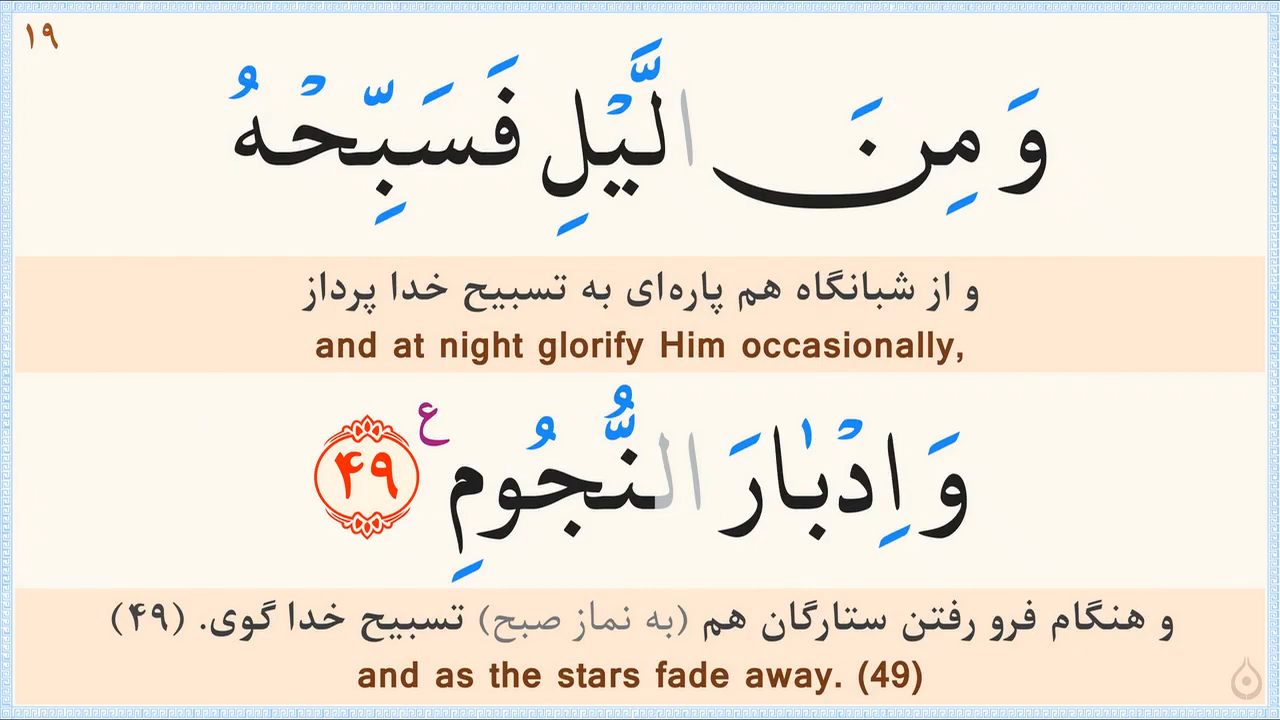 ۱۹
وَ مِنَ الَّيْلِ فَسَبِّحْهُ
و از شبانگاه هم پاره‌ای به تسبیح خدا پرداز
and at night glorify Him occasionally,
وَ اِدْبٰارَ النُّجُومِ ع ۴۹
و هنگام فرو رفتن ستارگان هم (به نماز صبح) تسبیح خدا گوی. (۴۹)
and as the stars fade away. (49)